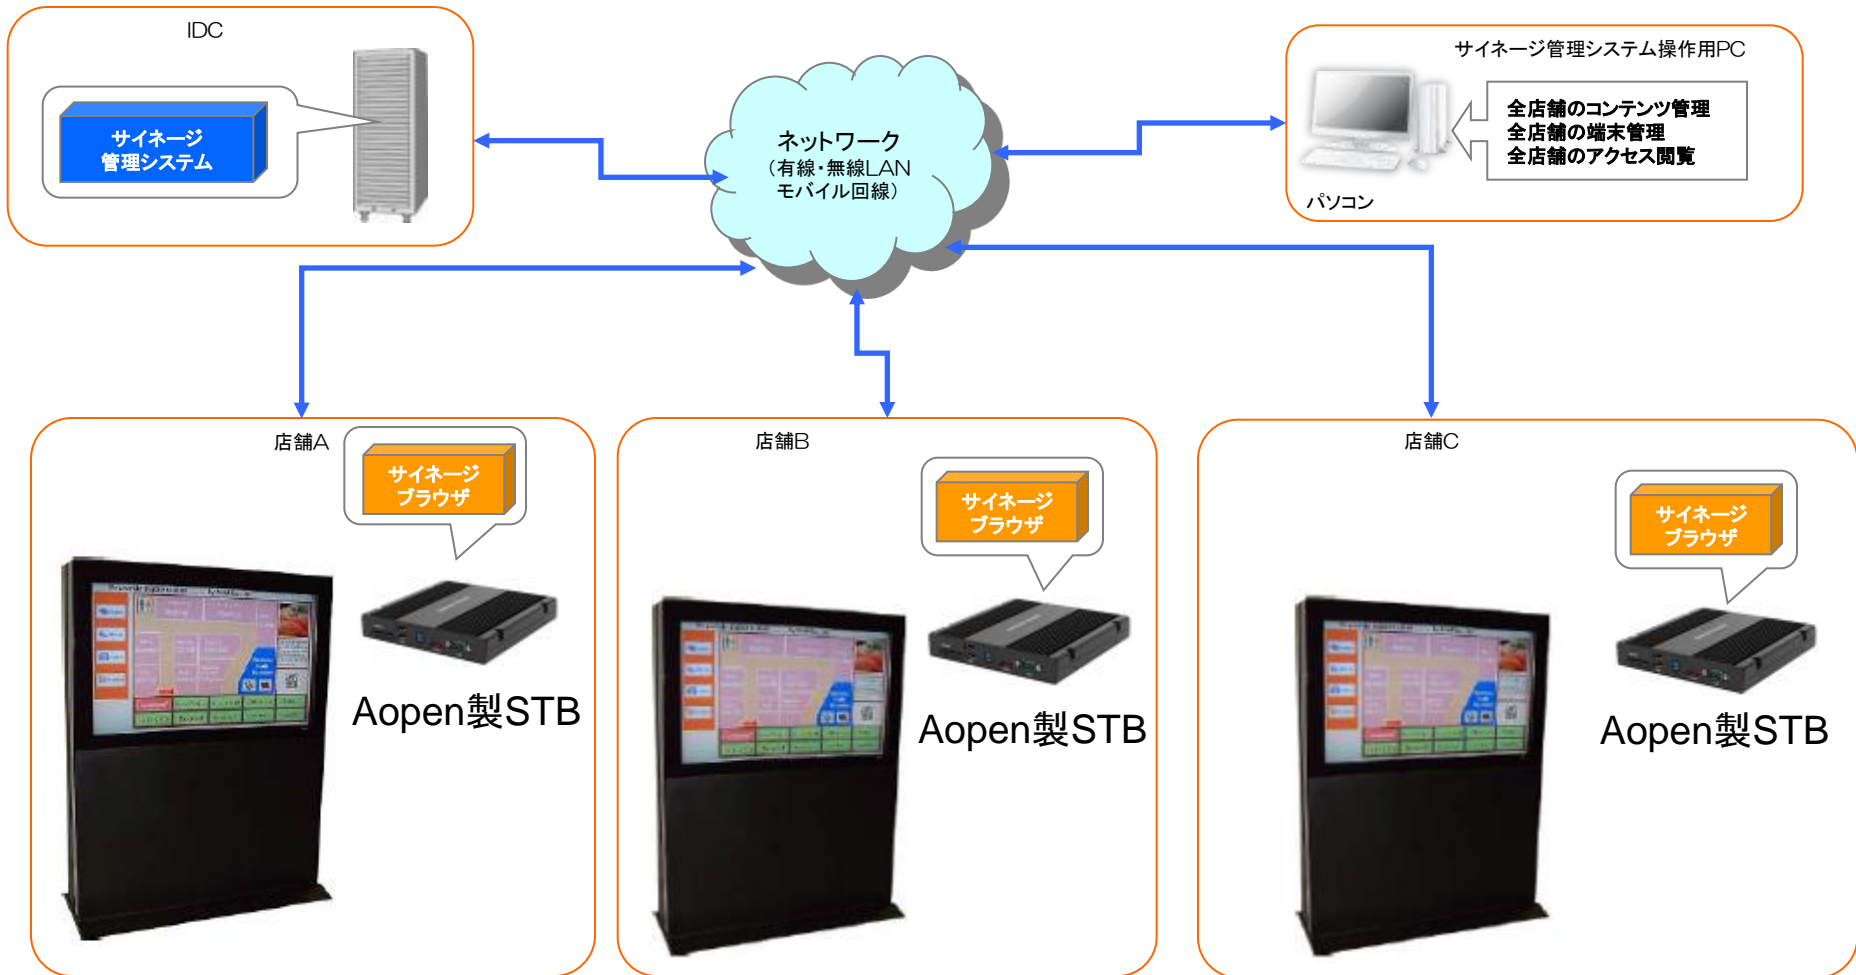 IDC
サイネージ
管理システム
ネットワーク
（有線・無線LAN
モバイル回線）
サイネージ管理システム操作用PC
全店舗のコンテンツ管理
全店舗の端末管理
全店舗のアクセス閲覧
パソコン
店舗A
サイネージ
ブラウザ
Aopen製STB
店舗B
サイネージ
ブラウザ
Aopen製STB
店舗C
サイネージ
ブラウザ
Aopen製STB